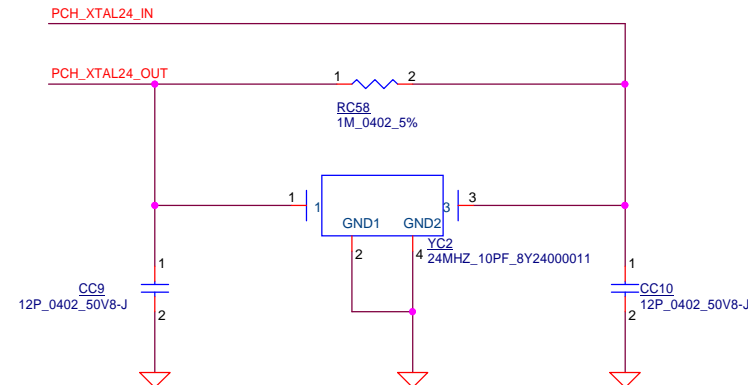 PCH_XTAL24_IN
PCH_XTAL24_OUT
1
2
RC58
1M_0402_5%
1
1
3
3
GND1
GND2
2
4
YC2
24MHZ_10PF_8Y24000011
1
CC9
12P_0402_50V8-J
2
1
CC10
12P_0402_50V8-J
2